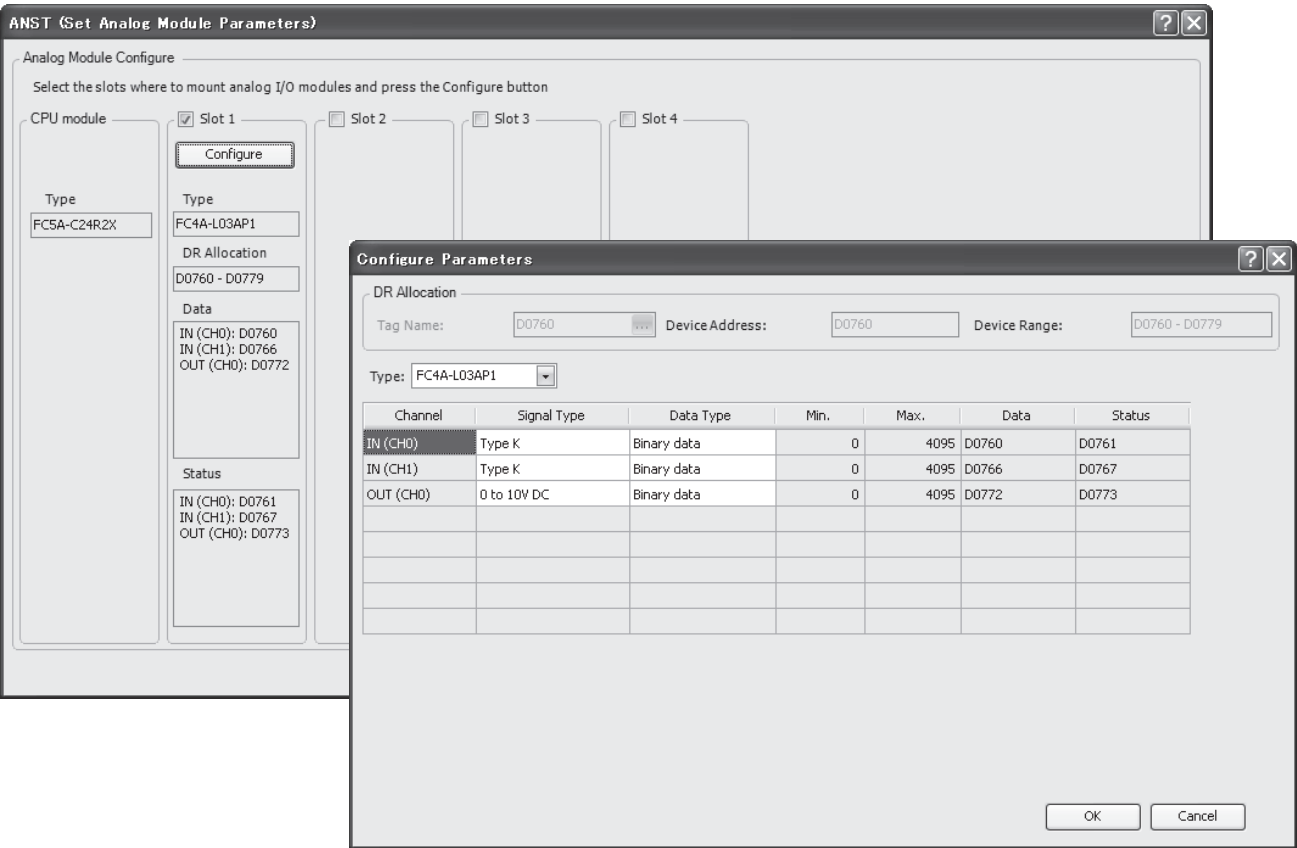 ANST (Set Analog Module Parameters)
Analog Module Configure
Select the slots where to mount analog I/O modules and press the Configure button
CPU module
Type
FC5A-C24R2X
Slot 1
Configure
Type
FC4A-L03AP1
DR Allocation
D0760 - D0779
Data
IN (CH0): D0760
IN (CH1): D0766
OUT (CH0): D0772
Status
IN (CH0): D0761
IN (CH1): D0767
OUT (CH0): D0773
Slot 2
Slot 3
Slot 4
Configure Parameters
DR Allocation
Tag Name: D0760 ... Device Address: D0760 Device Range: D0760 - D0779
Type: FC4A-L03AP1
Channel Signal Type Data Type Min. Max. Data Status
IN (CH0) Type K Binary data 0 4095 D0760 D0761
IN (CH1) Type K Binary data 0 4095 D0766 D0767
OUT (CH0) 0 to 10V DC Binary data 0 4095 D0772 D0773
OK Cancel